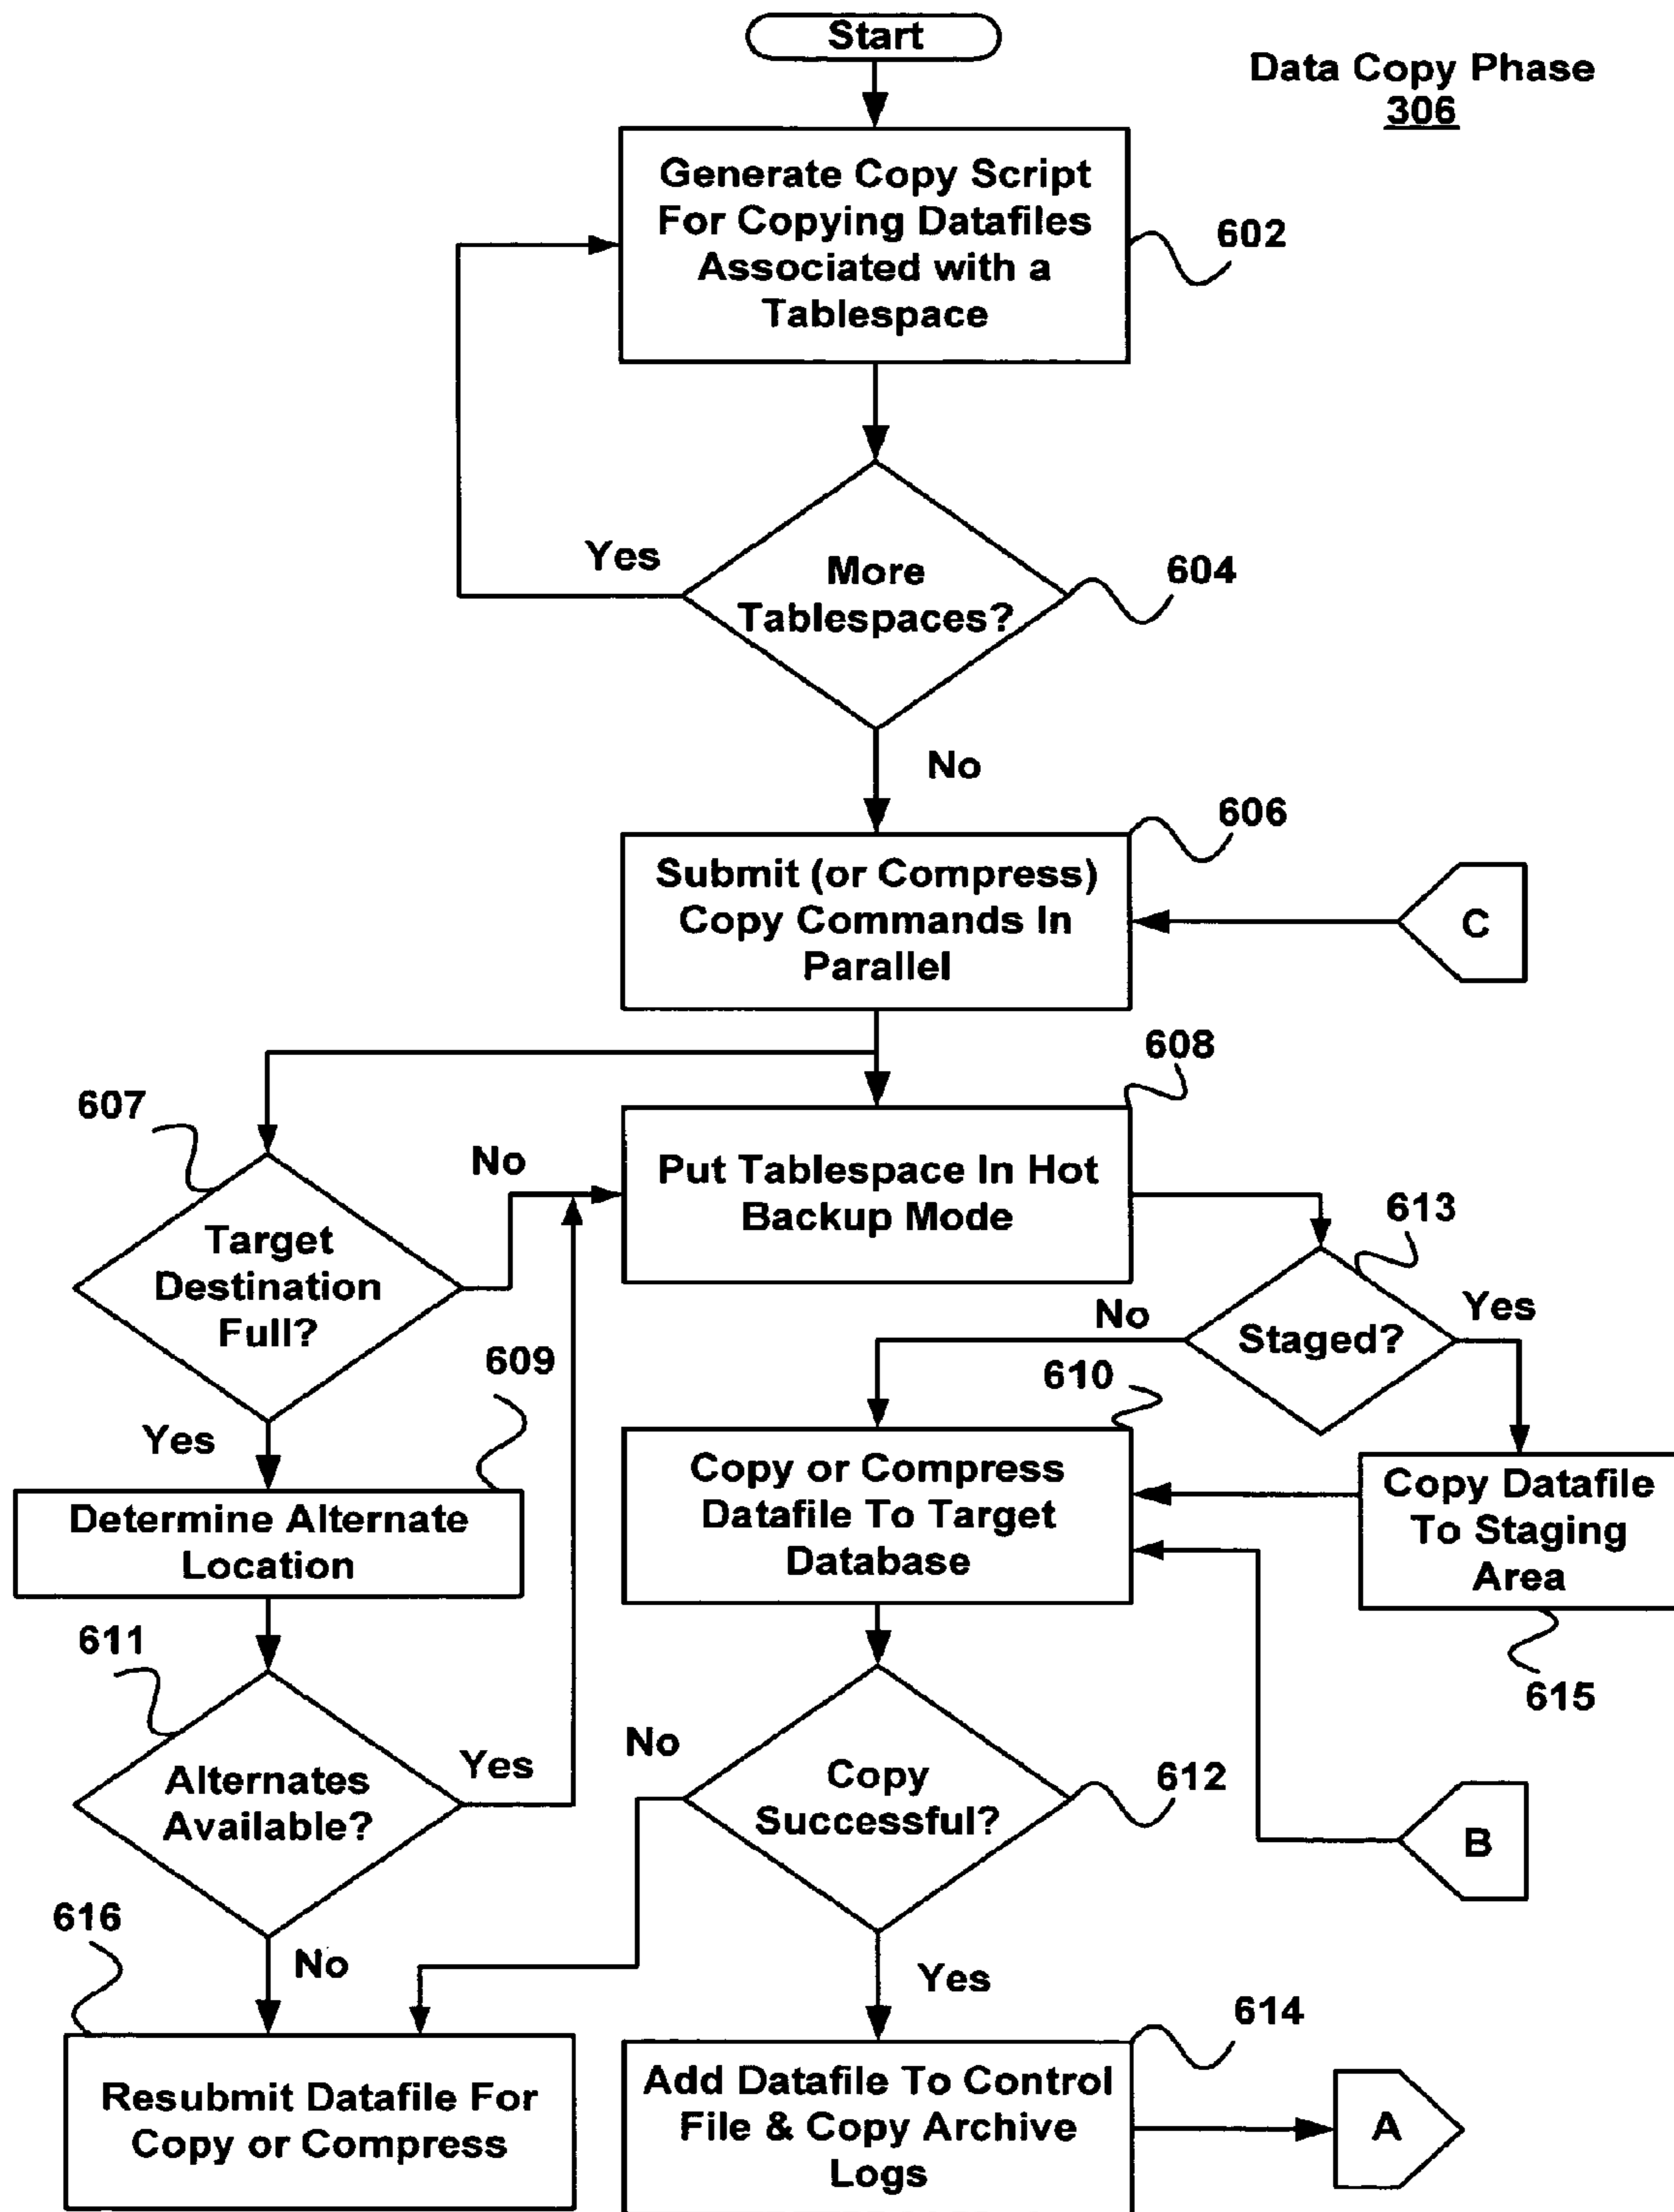 Start
Data Copy Phase
306
Generate Copy Script
For Copying Datafiles
Associated with a
Tablespace
602
Yes
More
Tablespaces?
604
No
606
Submit (or Compress)
Copy Commands In
Parallel
C
608
607
No
Put Tablespace In Hot
Backup Mode
613
Target
Destination
Full?
No
Yes
Staged?
609
610
Yes
Copy or Compress
Datafile To Target
Database
Copy Datafile
To Staging
Area
Determine Alternate
Location
611
615
No
Yes
Alternates
Available?
Copy
Successful?
612
B
616
No
Yes
614
Resubmit Datafile For
Copy or Compress
Add Datafile To Control
File & Copy Archive
Logs
A